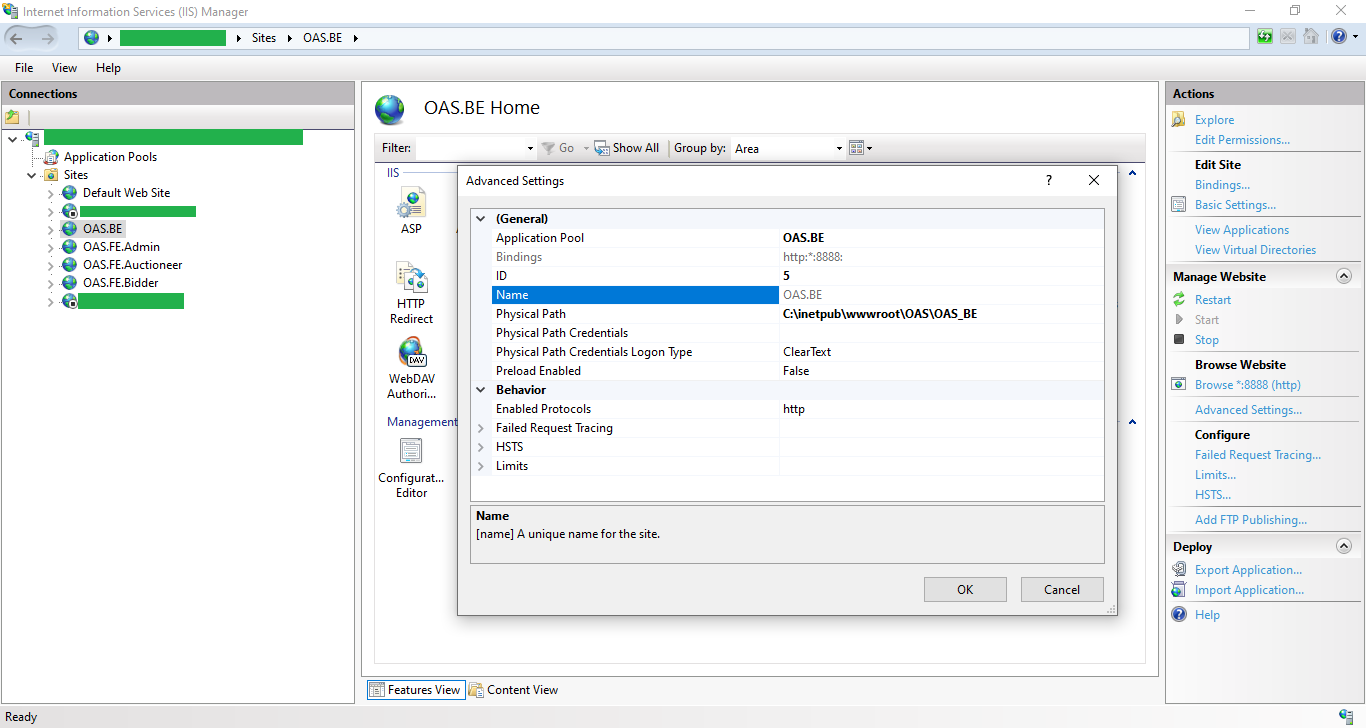 Internet Information Services (IIS) Manager
Sites
OAS.BE
File View Help
Connections
Application Pools
Sites
Default Web Site
OAS.BE
OAS.FE.Admin
OAS.FE.Auctioneer
OAS.FE.Bidder
OAS.BE Home
Filter: Go Show All Group by: Area
IIS
ASP
HTTP
Redirect
DAV
WebDAV
Authori...
Management
Configurat...
Editor
Advanced Settings
?
(General)
Application Pool OAS.BE
Bindings http:*:8888:
ID 5
Name OAS.BE
Physical Path C:\inetpub\wwwroot\OAS\OAS_BE
Physical Path Credentials
Physical Path Credentials Logon Type ClearText
Preload Enabled False
Behavior
Enabled Protocols http
Failed Request Tracing
HSTS
Limits
Name
[name] A unique name for the site.
OK Cancel
Features View Content View
Actions
Explore
Edit Permissions...
Edit Site
Bindings...
Basic Settings...
View Applications
View Virtual Directories
Manage Website
Restart
Start
Stop
Browse Website
Browse *:8888 (http)
Advanced Settings...
Configure
Failed Request Tracing...
Limits...
HSTS...
Add FTP Publishing...
Deploy
Export Application...
Import Application...
Help
Ready